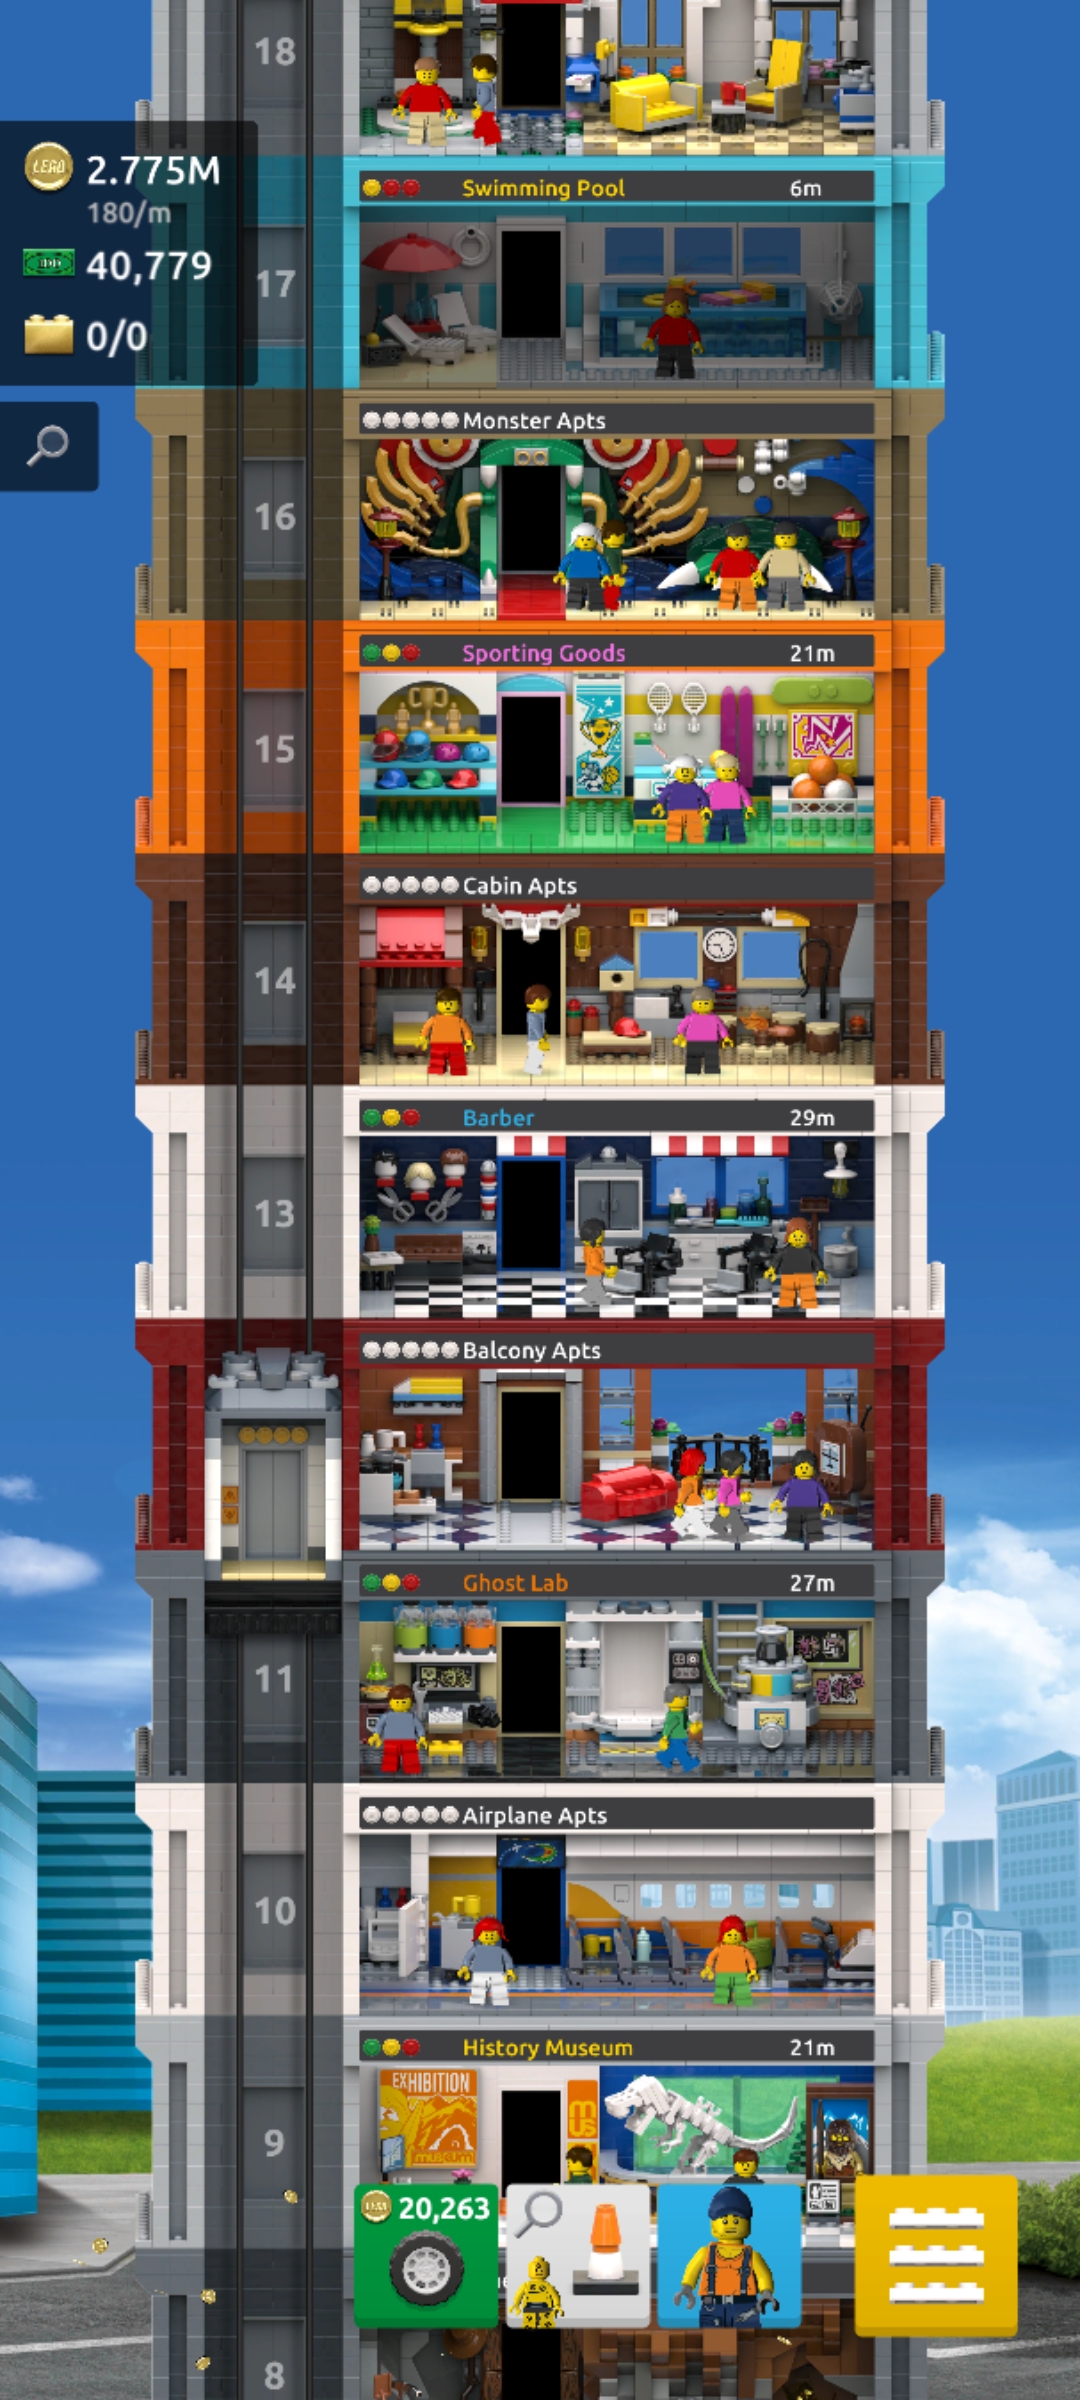 18
LEGO 2.775M
180/m
40,779
0/0
Swimming Pool 6m
17
Monster Apts
16
Sporting Goods 21m
15
Cabin Apts
14
Barber 29m
13
Balcony Apts
Ghost Lab 27m
11
Airplane Apts
10
History Museum 21m
EXHIBITION
museum
mus
9
20,263
8